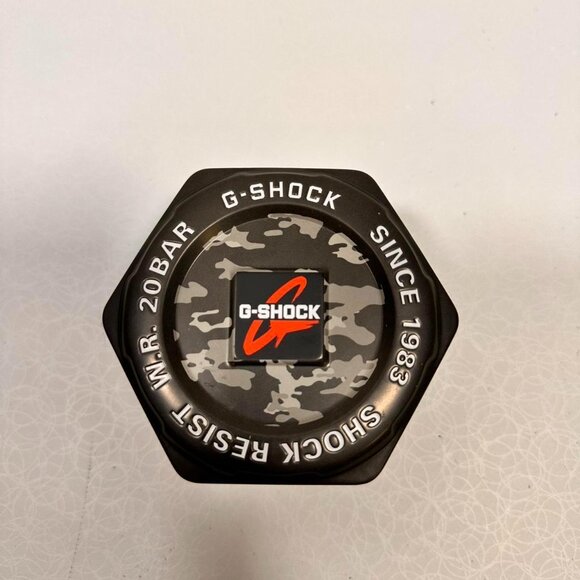 G-SHOCK
SINCE 1983
SHOCK RESIST
W.R. 20BAR
G-SHOCK